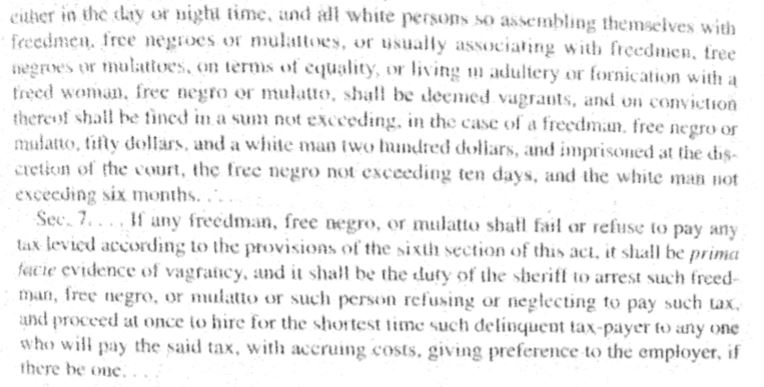 either in the day or night time, and all white persons so assembling themselves with
freedmen, free negroes or mulattoes, or usually associating with freedmen, free
negroes or mulattoes, on terms of equality, or living in adultery or fornication with a
freed woman, free negro or mulatto, shall be deemed vagrants, and on conviction
thereof shall be fined in a sum not exceeding, in the case of a freedman, free negro or
mulatto, fifty dollars, and a white man two hundred dollars, and imprisoned at the dis-
cretion of the court, the free negro not exceeding ten days, and the white man not
exceeding six months. . . .
Sec. 7. . . . If any freedman, free negro, or mulatto shall fail or refuse to pay any
tax levied according to the provisions of the sixth section of this act, it shall be prima
facie evidence of vagrancy, and it shall be the duty of the sheriff to arrest such freed-
man, free negro, or mulatto or such person refusing or neglecting to pay such tax,
and proceed at once to hire for the shortest time such delinquent tax-payer to any one
who will pay the said tax, with accruing costs, giving preference to the employer, if
there be one. . . .